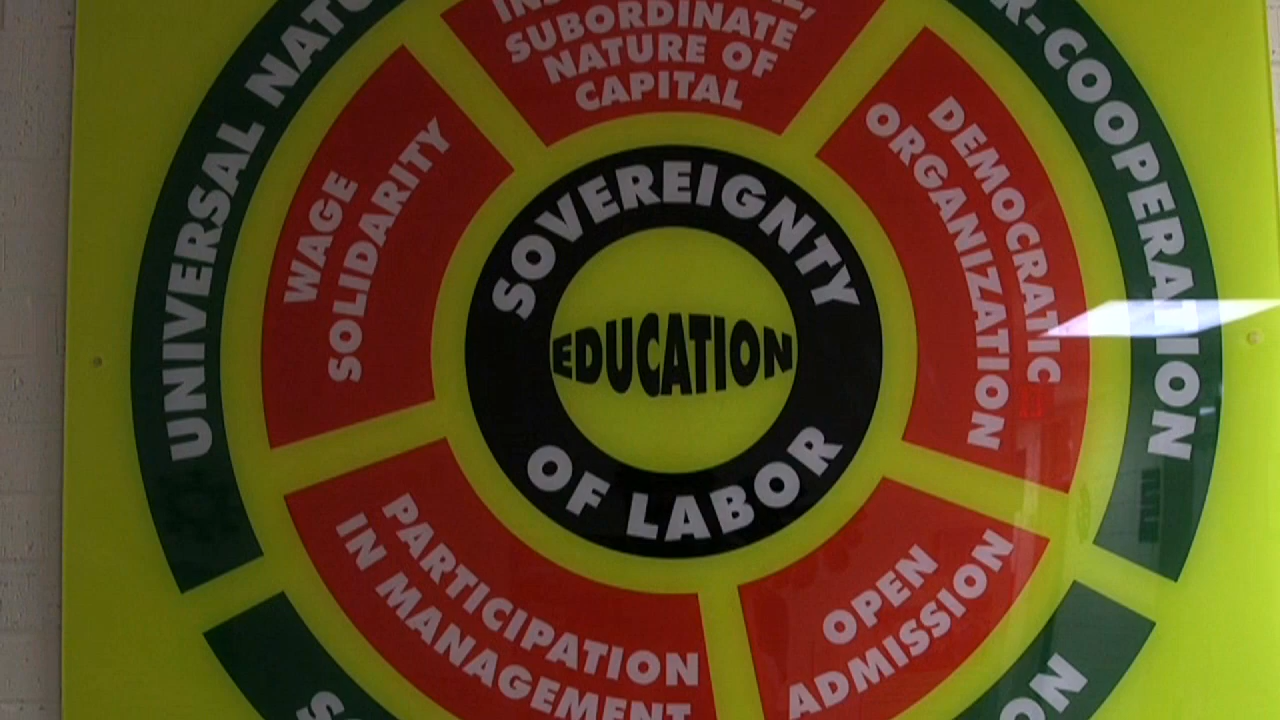 SUBORDINATE
NATURE OF
CAPITAL
UNIVERSAL
R-COOPERATION
WAGE
SOLIDARITY
DEMOCRATIC
ORGANIZATION
SOVEREIGNTY
OF LABOR
EDUCATION
PARTICIPATION
IN MANAGEMENT
OPEN
ADMISSION